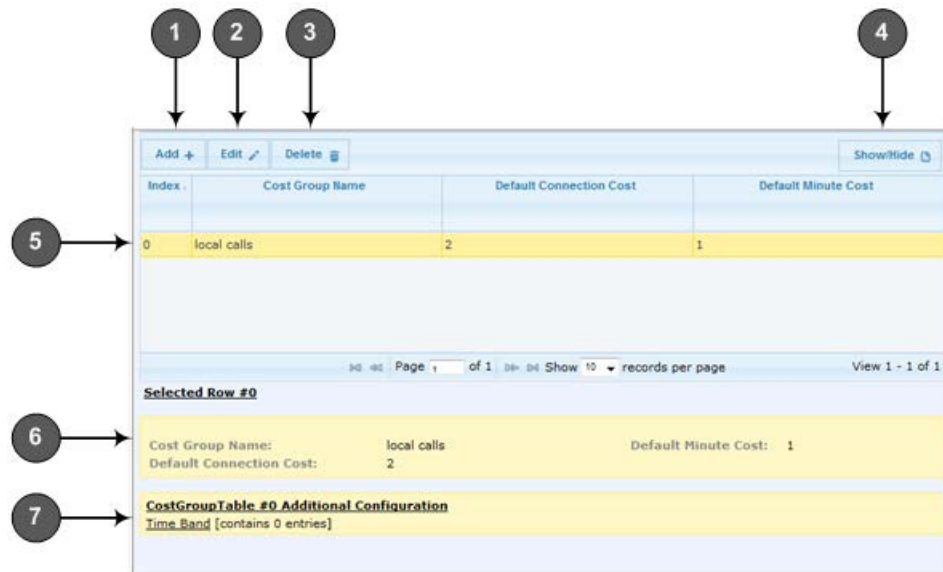 1 2 3 4
Add Edit Delete Show/Hide
Index Cost Group Name Default Connection Cost Default Minute Cost
5
0 local calls 2 1
Page 1 of 1 Show 10 records per page View 1 - 1 of 1
Selected Row #0
6
Cost Group Name: local calls Default Minute Cost: 1
Default Connection Cost: 2
7
CostGroupTable #0 Additional Configuration
Time Band [contains 0 entries]